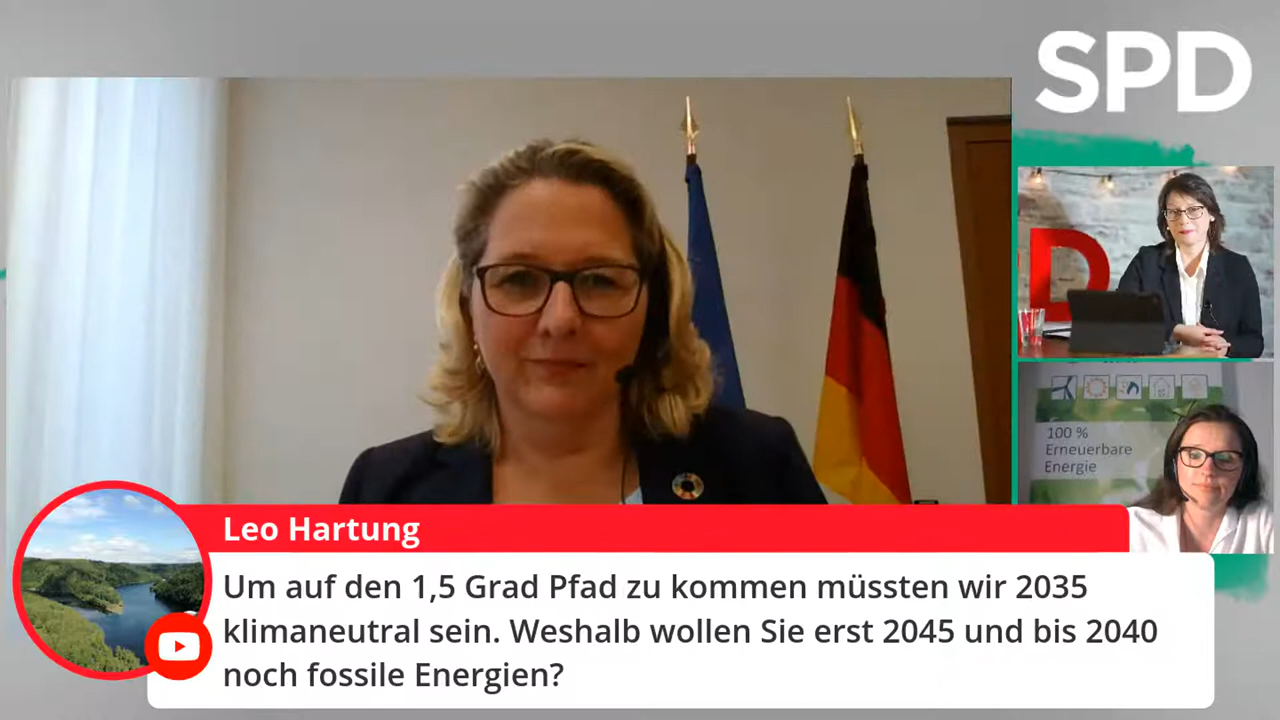 SPD
D
100 %
Erneuerbare
Energie
Leo Hartung
Um auf den 1,5 Grad Pfad zu kommen müssten wir 2035
klimaneutral sein. Weshalb wollen Sie erst 2045 und bis 2040
noch fossile Energien?